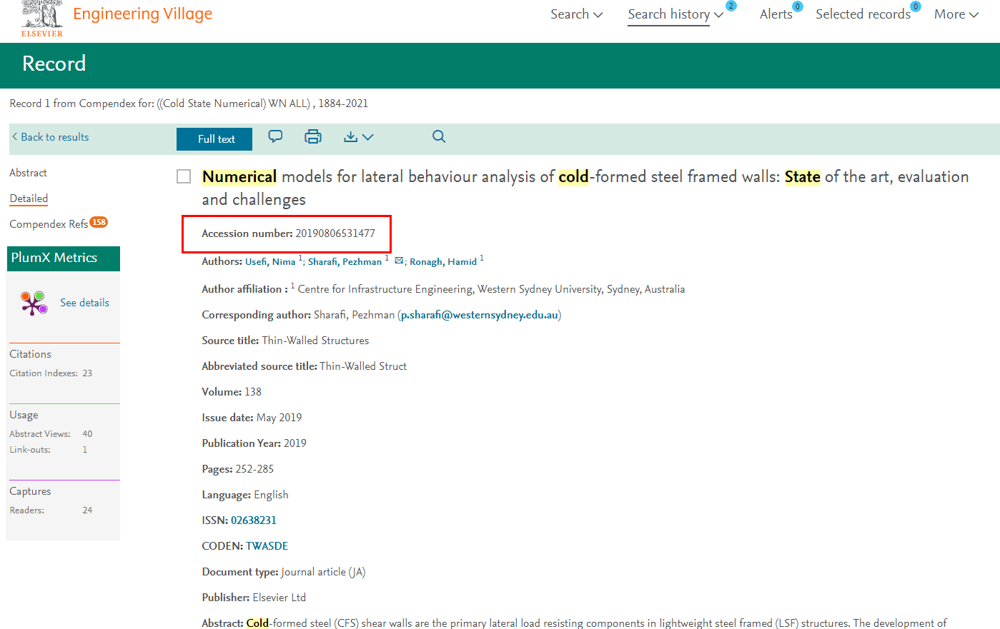 ELSEVIER
Engineering Village
Search
Search history
2
Alerts
0
Selected records
0
More
Record
Record 1 from Compendex for: ((Cold State Numerical) WN ALL) , 1884-2021
Back to results
Full text
Abstract
Detailed
Compendex Refs 158
PlumX Metrics
See details
Citations
Citation Indexes: 23
Usage
Abstract Views: 40
Link-outs: 1
Captures
Readers: 24
Numerical models for lateral behaviour analysis of cold-formed steel framed walls: State of the art, evaluation
and challenges
Accession number: 20190806531477
Authors: Usefi, Nima 1; Sharafi, Pezhman 1 ; Ronagh, Hamid 1
Author affiliation : 1 Centre for Infrastructure Engineering, Western Sydney University, Sydney, Australia
Corresponding author: Sharafi, Pezhman (p.sharafi@westernsydney.edu.au)
Source title: Thin-Walled Structures
Abbreviated source title: Thin-Walled Struct
Volume: 138
Issue date: May 2019
Publication Year: 2019
Pages: 252-285
Language: English
ISSN: 02638231
CODEN: TWASDE
Document type: Journal article (JA)
Publisher: Elsevier Ltd
Abstract: Cold-formed steel (CFS) shear walls are the primary lateral load resisting components in lightweight steel framed (LSF) structures. The development of